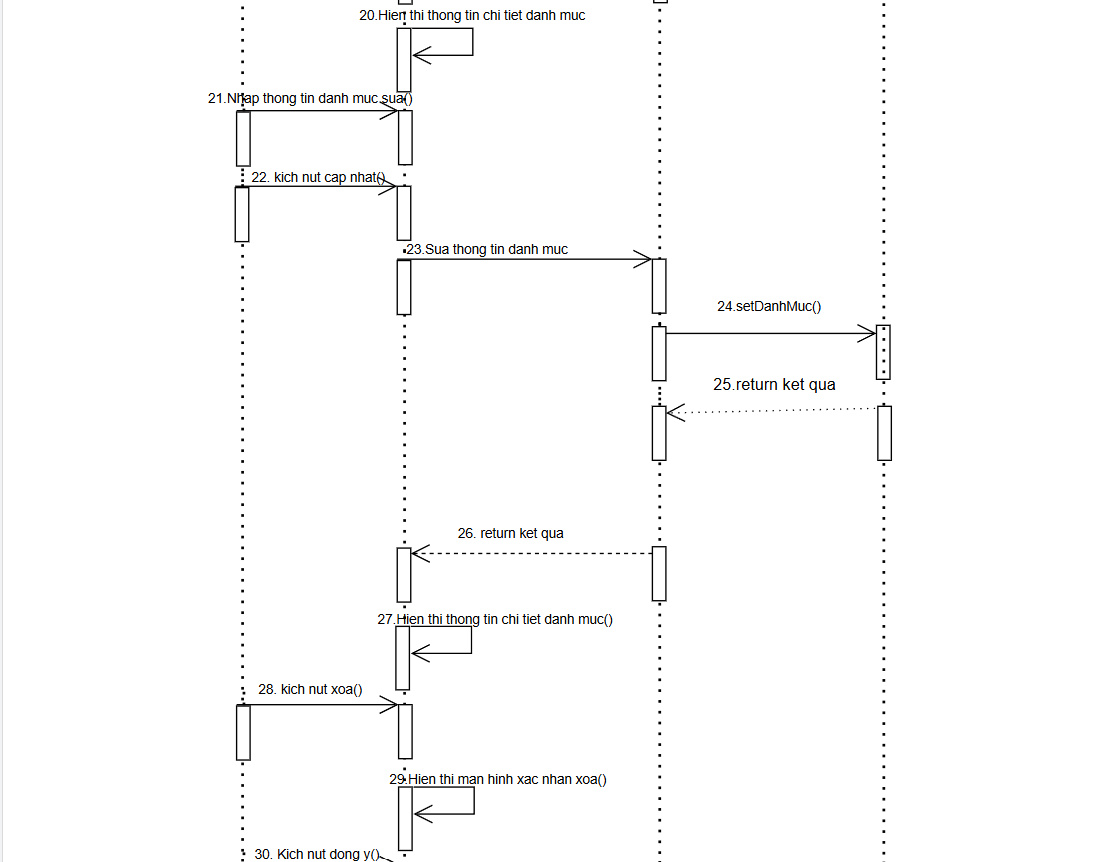 20.Hien thi thong tin chi tiet danh muc
21.Nhap thong tin danh muc sua()
22. kich nut cap nhat()
23.Sua thong tin danh muc
24.setDanhMuc()
25.return ket qua
26. return ket qua
27.Hien thi thong tin chi tiet danh muc()
28. kich nut xoa()
29.Hien thi man hinh xac nhan xoa()
30. Kich nut dong y()